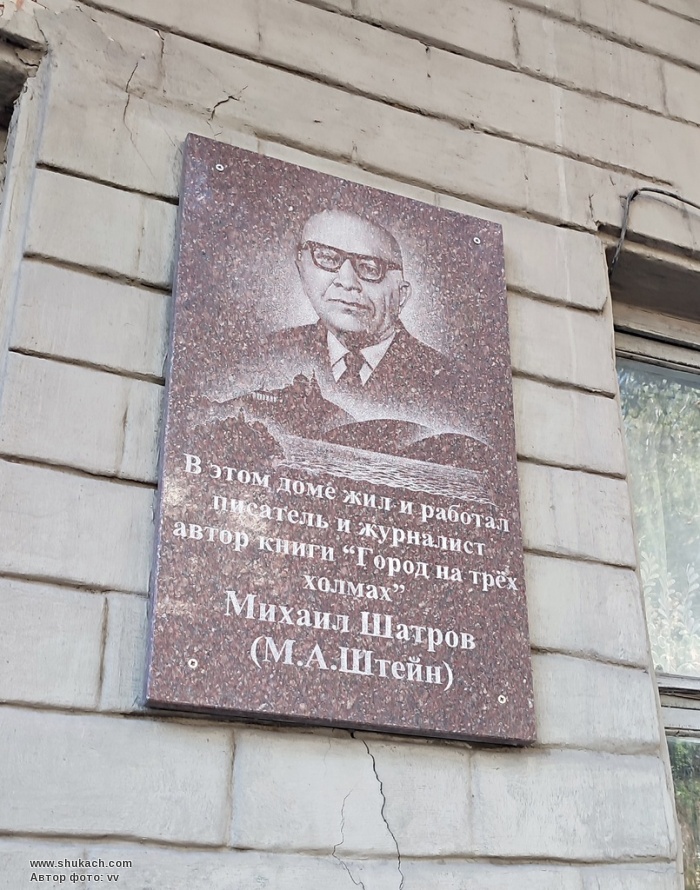 В этом доме жил и работал
писатель и журналист
автор книги “Город на трёх
холмах”
Михаил Шатров
(М.А.Штейн)
www.shukach.com
Автор фото: vv